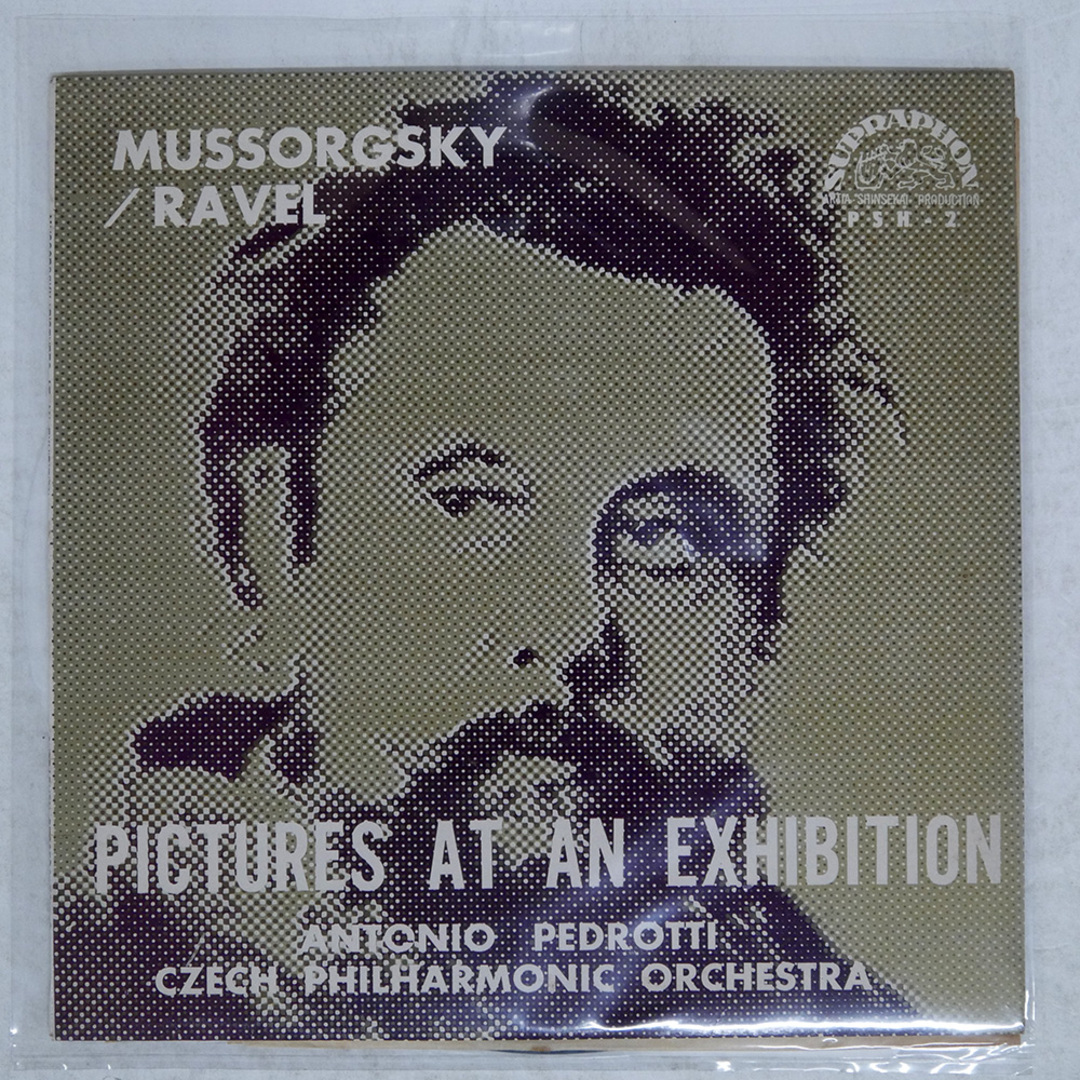 MUSSORGSKY
/RAVEL
SUPRAPHON
ARTIA-SHINSEKAI PRODUCTION
PSH-2
PICTURES AT AN EXHIBITION
ANTONIO PEDROTTI
CZECH PHILHARMONIC ORCHESTRA